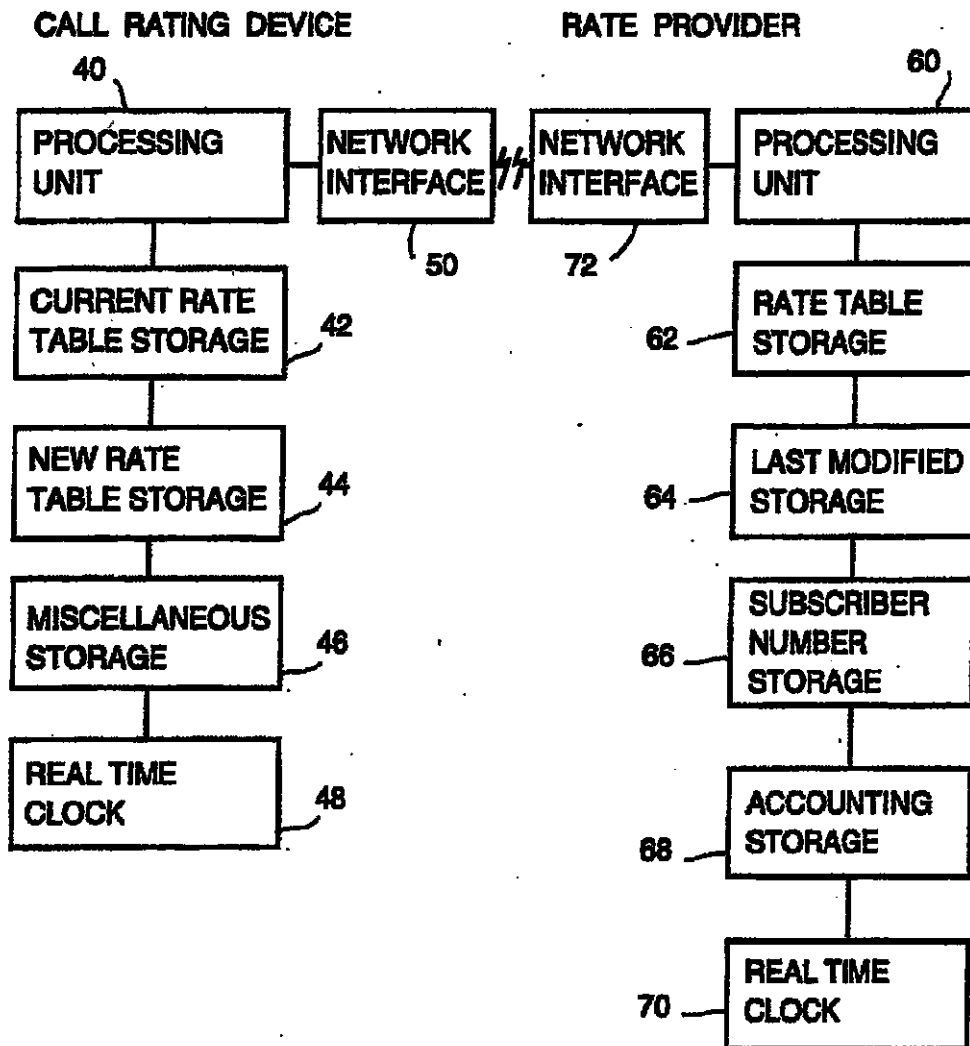 CALL RATING DEVICE
RATE PROVIDER
40
60
PROCESSING
UNIT
NETWORK
INTERFACE
NETWORK
INTERFACE
PROCESSING
UNIT
50
72
CURRENT RATE
TABLE STORAGE
42
RATE TABLE
STORAGE
62
NEW RATE
TABLE STORAGE
44
LAST MODIFIED
STORAGE
64
MISCELLANEOUS
STORAGE
46
SUBSCRIBER
NUMBER
STORAGE
66
REAL TIME
CLOCK
48
ACCOUNTING
STORAGE
68
REAL TIME
CLOCK
70